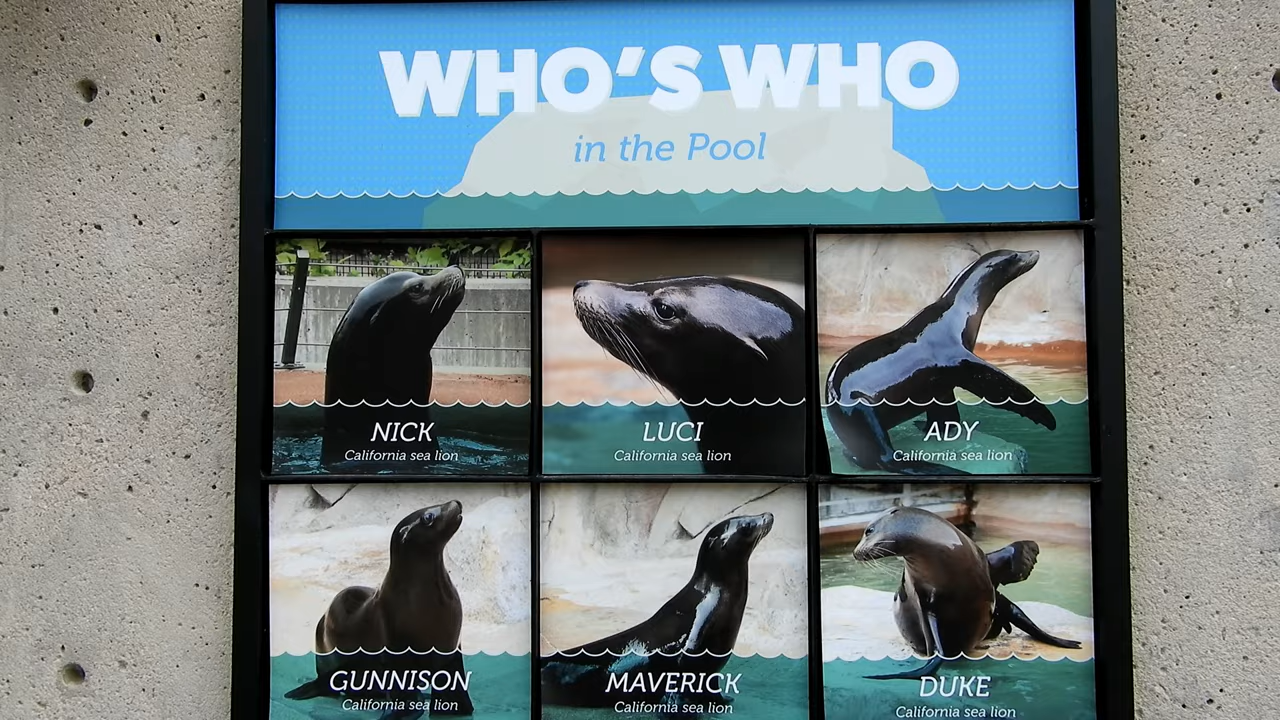 WHO'S WHO
in the Pool
NICK
California sea lion
LUCI
California sea lion
ADY
California sea lion
GUNNISON
California sea lion
MAVERICK
California sea lion
DUKE
California sea lion